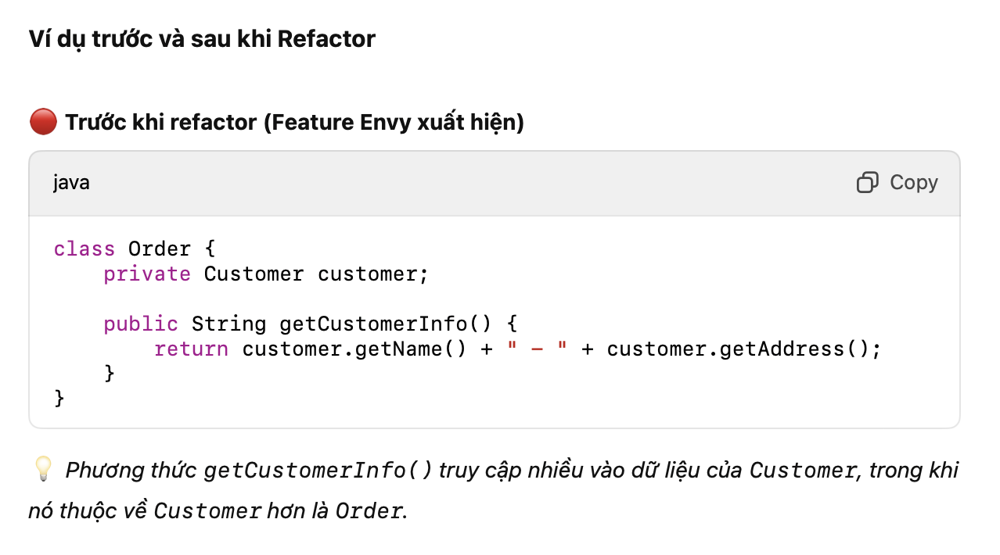 Ví dụ trước và sau khi Refactor
🔴 Trước khi refactor (Feature Envy xuất hiện)
java
Copy
class Order {
    private Customer customer;
    public String getCustomerInfo() {
        return customer.getName() + " - " + customer.getAddress();
    }
}
💡 Phương thức getCustomerInfo() truy cập nhiều vào dữ liệu của Customer, trong khi
nó thuộc về Customer hơn là Order.